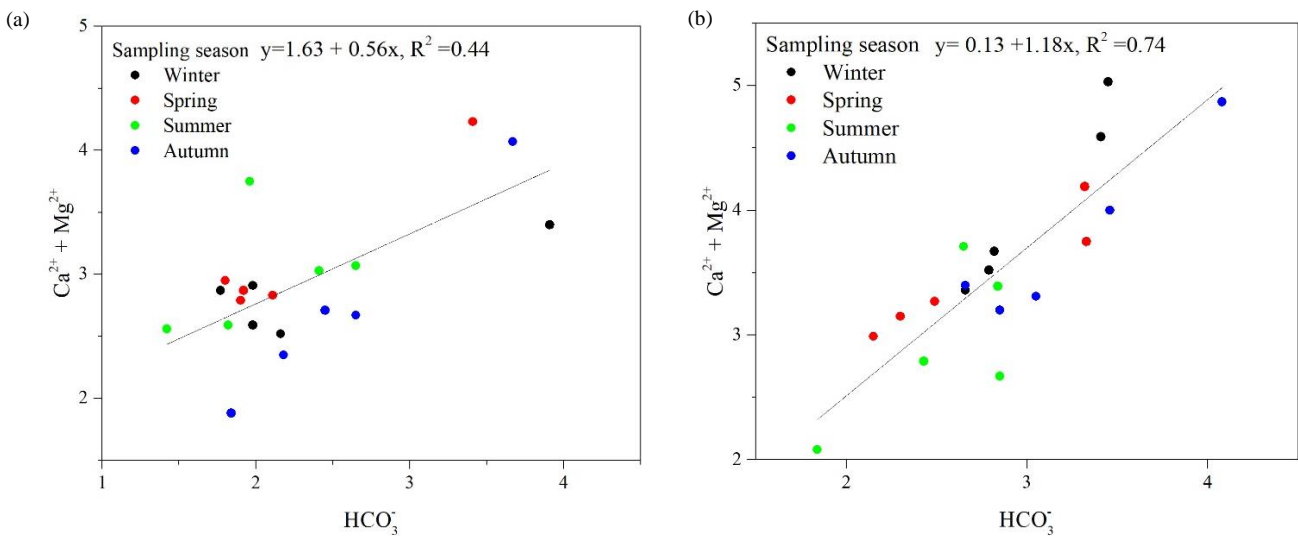 (a)
Sampling season y=1.63 + 0.56x, R² =0.44
Winter
Spring
Summer
Autumn
5
4
3
2
Ca²⁺ + Mg²⁺
1 2 3 4
HCO₃⁻
(b)
Sampling season y= 0.13 +1.18x, R² =0.74
Winter
Spring
Summer
Autumn
5
4
3
2
Ca²⁺ + Mg²⁺
2 3 4
HCO₃⁻